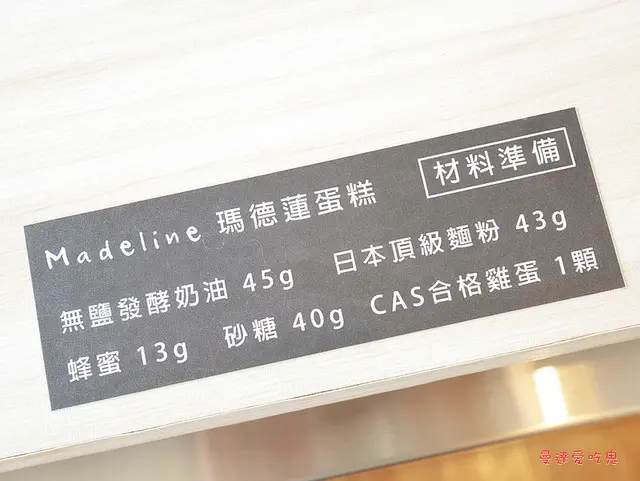 Madeline 瑪德蓮蛋糕 材料準備
無鹽發酵奶油 45g 日本頂級麵粉 43g
蜂蜜 13g 砂糖 40g CAS合格雞蛋 1顆
曼達愛吃鬼